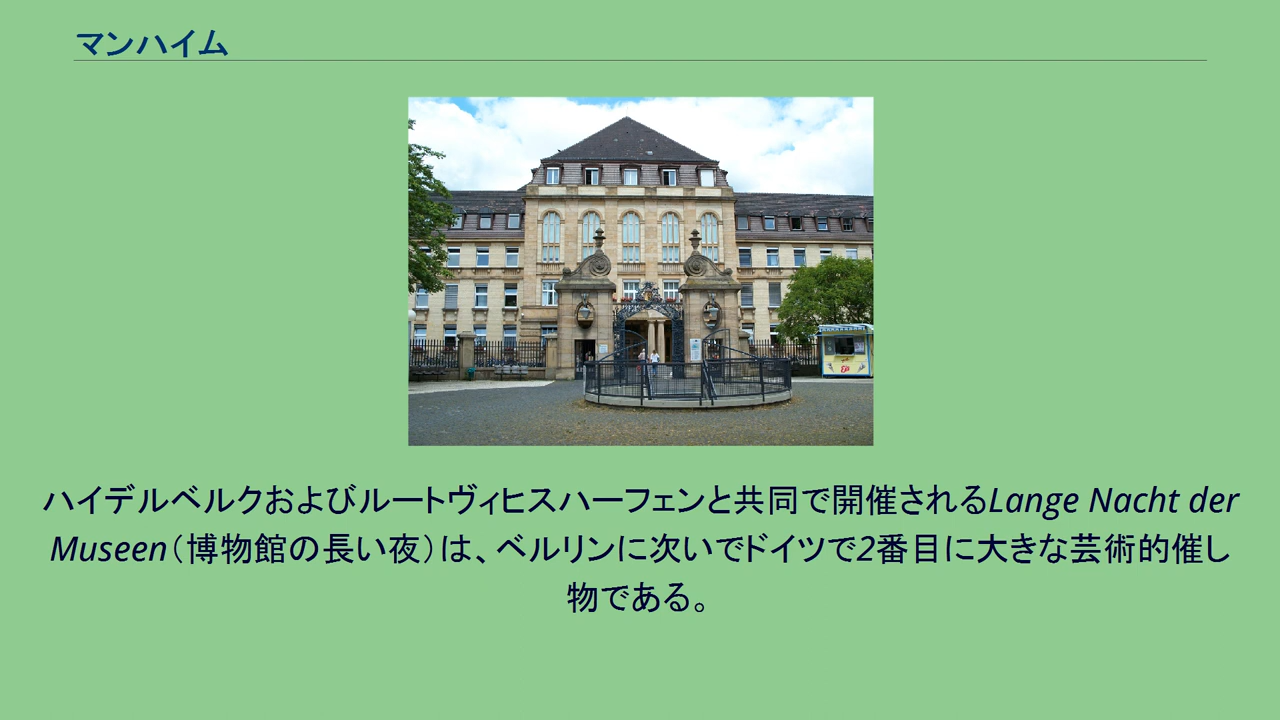 マンハイム
ハイデルベルクおよびルートヴィヒスハーフェンと共同で開催されるLange Nacht der
Museen（博物館の長い夜）は、ベルリンに次いでドイツで2番目に大きな芸術的催し
物である。